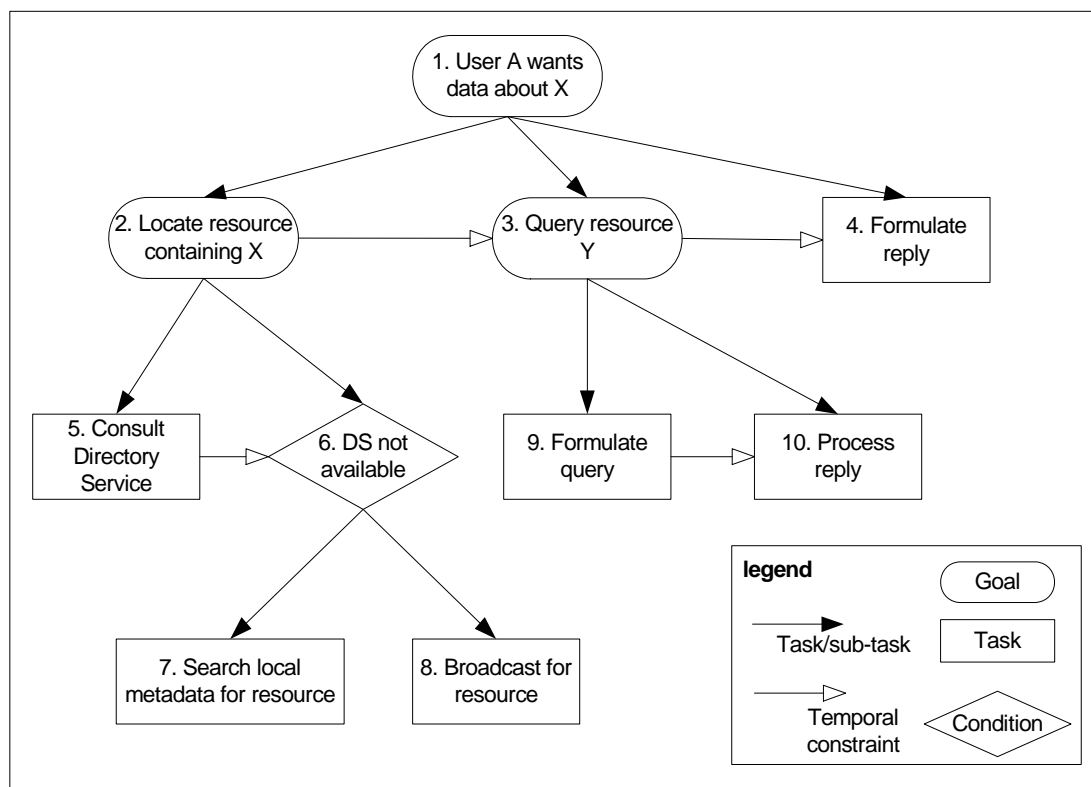 1. User A wants
data about X
2. Locate resource
containing X
3. Query resource
Y
4. Formulate
reply
5. Consult
Directory
Service
6. DS not
available
9. Formulate
query
10. Process
reply
7. Search local
metadata for resource
8. Broadcast for
resource
legend
Goal
Task/sub-task
Task
Temporal
constraint
Condition